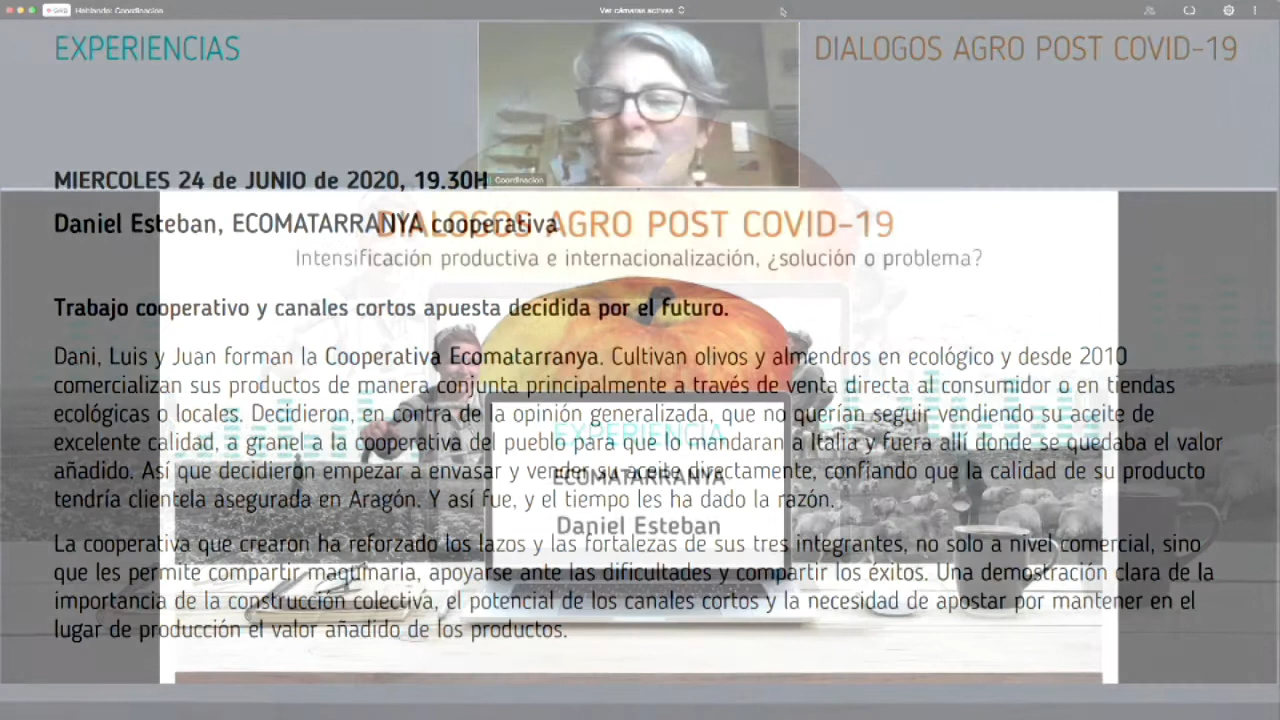 GRS Hablando: Coordinacion
Ver cámaras activas
EXPERIENCIAS
DIALOGOS AGRO POST COVID-19
Coordinacion
MIERCOLES 24 de JUNIO de 2020, 19.30H
Daniel Esteban, ECOMATARRANYA cooperativa
DIALOGOS AGRO POST COVID-19
Intensificación productiva e internacionalización, ¿solución o problema?
Trabajo cooperativo y canales cortos apuesta decidida por el futuro.
Dani, Luis y Juan forman la Cooperativa Ecomatarranya. Cultivan olivos y almendros en ecológico y desde 2010
comercializan sus productos de manera conjunta principalmente a través de venta directa al consumidor o en tiendas
ecológicas o locales. Decidieron, en contra de la opinión generalizada, que no querían seguir vendiendo su aceite de
excelente calidad, a granel a la cooperativa del pueblo para que lo mandaran a Italia y fuera allí donde se quedaba el valor
añadido. Así que decidieron empezar a envasar y vender su aceite directamente, confiando que la calidad de su producto
tendría clientela asegurada en Aragón. Y así fue, y el tiempo les ha dado la razón.
EXPERIENCIA
ECOMATARRANYA
Daniel Esteban
La cooperativa que crearon ha reforzado los lazos y las fortalezas de sus tres integrantes, no solo a nivel comercial, sino
que les permite compartir maquinaria, apoyarse ante las dificultades y compartir los éxitos. Una demostración clara de la
importancia de la construcción colectiva, el potencial de los canales cortos y la necesidad de apostar por mantener en el
lugar de producción el valor añadido de los productos.